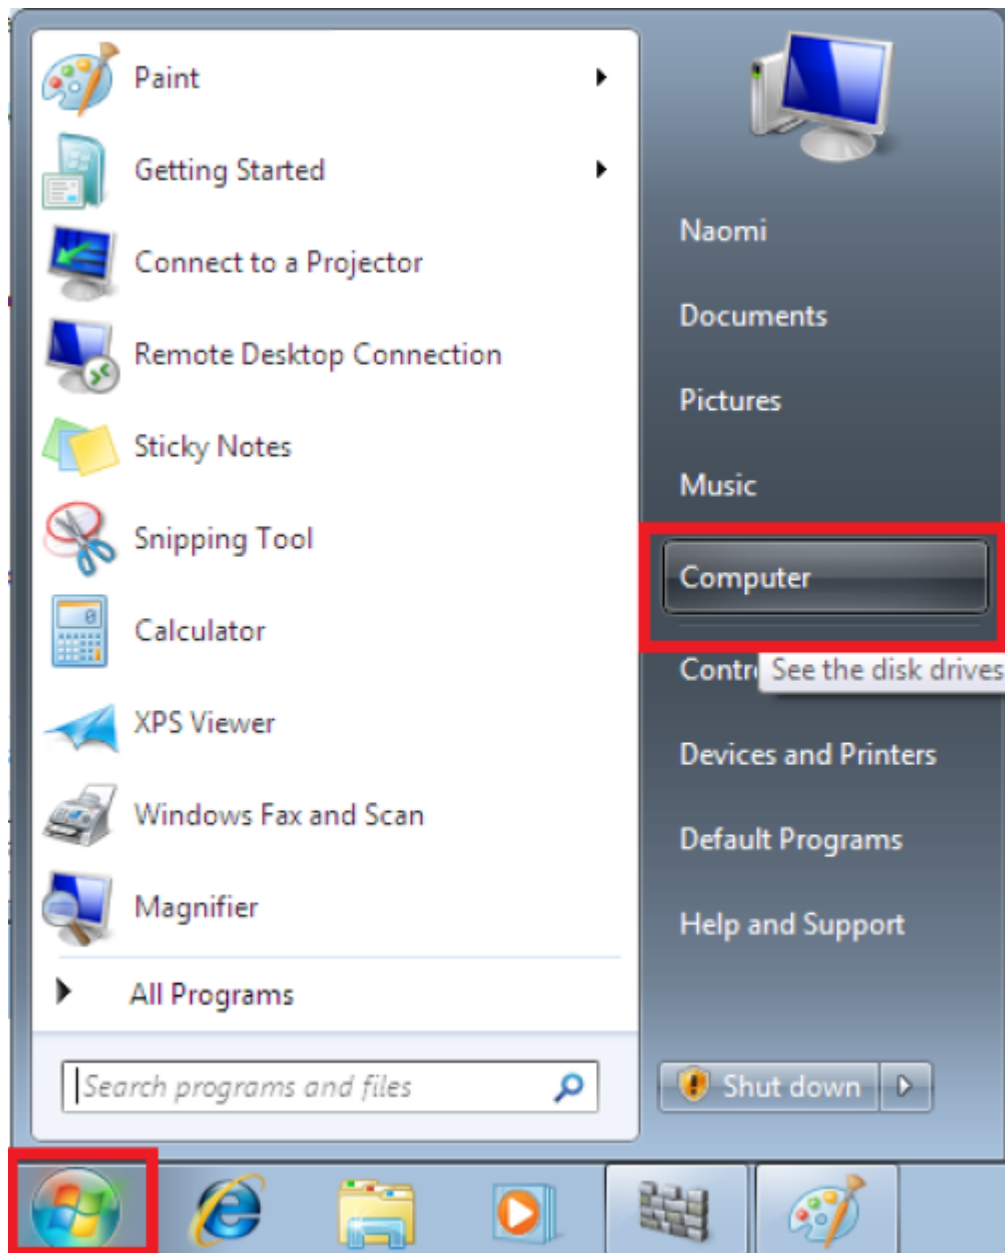 Paint
Getting Started
Connect to a Projector
Remote Desktop Connection
Sticky Notes
Snipping Tool
Calculator
XPS Viewer
Windows Fax and Scan
Magnifier
All Programs
Search programs and files
Naomi
Documents
Pictures
Music
Computer
Contr
See the disk drives
Devices and Printers
Default Programs
Help and Support
Shut down